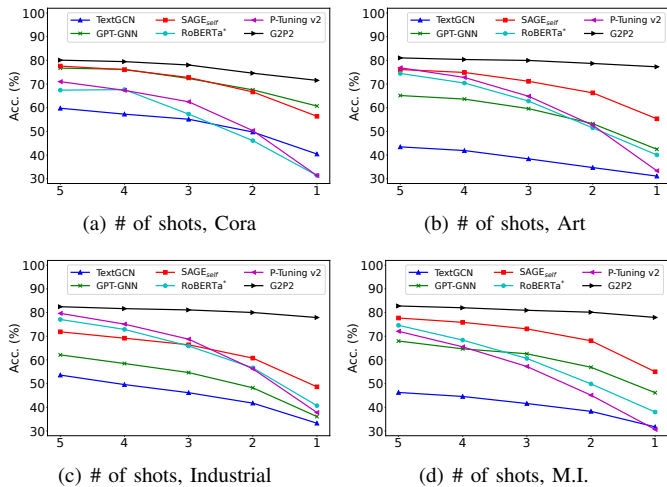 100
90
80
70
60
50
40
30
Acc. (%)
TextGCN
GPT-GNN
SAGEself
RoBERTa*
P-Tuning v2
G2P2
5 4 3 2 1
(a) # of shots, Cora
100
90
80
70
60
50
40
30
Acc. (%)
TextGCN
GPT-GNN
SAGEself
RoBERTa*
P-Tuning v2
G2P2
5 4 3 2 1
(b) # of shots, Art
100
90
80
70
60
50
40
30
Acc. (%)
TextGCN
GPT-GNN
SAGEself
RoBERTa*
P-Tuning v2
G2P2
5 4 3 2 1
(c) # of shots, Industrial
100
90
80
70
60
50
40
30
Acc. (%)
TextGCN
GPT-GNN
SAGEself
RoBERTa*
P-Tuning v2
G2P2
5 4 3 2 1
(d) # of shots, M.I.